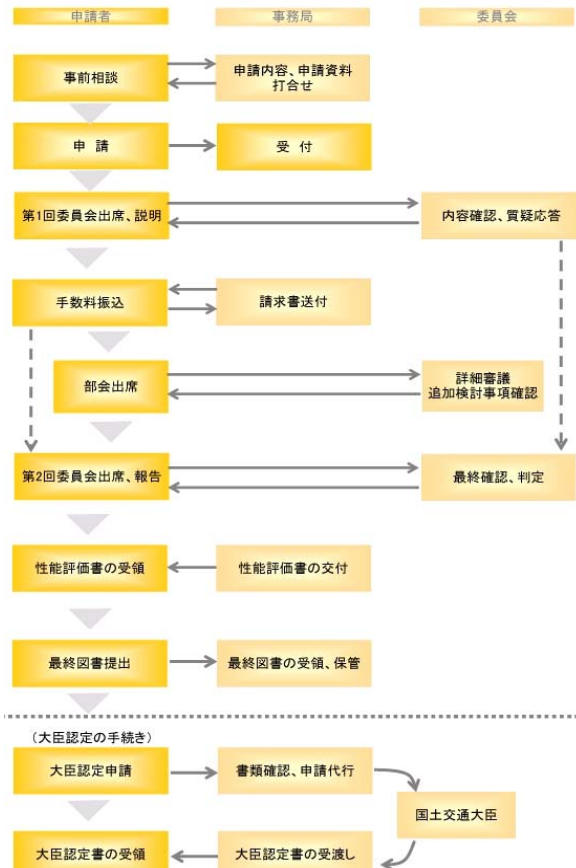 申請者
事務局
委員会
事前相談
申請内容、申請資料
打合せ
申 請
受 付
第1回委員会出席、説明
内容確認、質疑応答
手数料振込
請求書送付
部会出席
詳細審議
追加検討事項確認
第2回委員会出席、報告
最終確認、判定
性能評価書の受領
性能評価書の交付
最終図書提出
最終図書の受領、保管
(大臣認定の手続き)
大臣認定申請
書類確認、申請代行
国土交通大臣
大臣認定書の受領
大臣認定書の受渡し